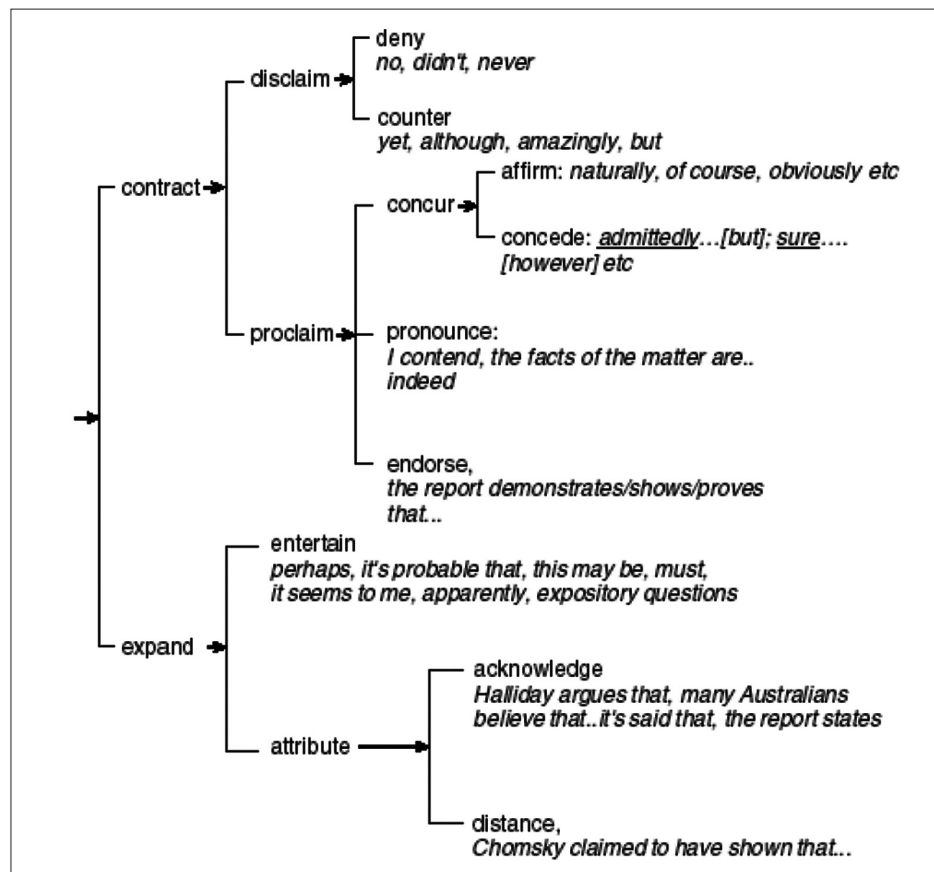 deny
no, didn't, never
disclaim
counter
yet, although, amazingly, but
contract
affirm: naturally, of course, obviously etc
concur
concede: admittedly…[but]; sure….
[however] etc
proclaim
pronounce:
I contend, the facts of the matter are..
indeed
endorse,
the report demonstrates/shows/proves
that...
entertain
perhaps, it's probable that, this may be, must,
it seems to me, apparently, expository questions
expand
acknowledge
Halliday argues that, many Australians
believe that..it's said that, the report states
attribute
distance,
Chomsky claimed to have shown that...